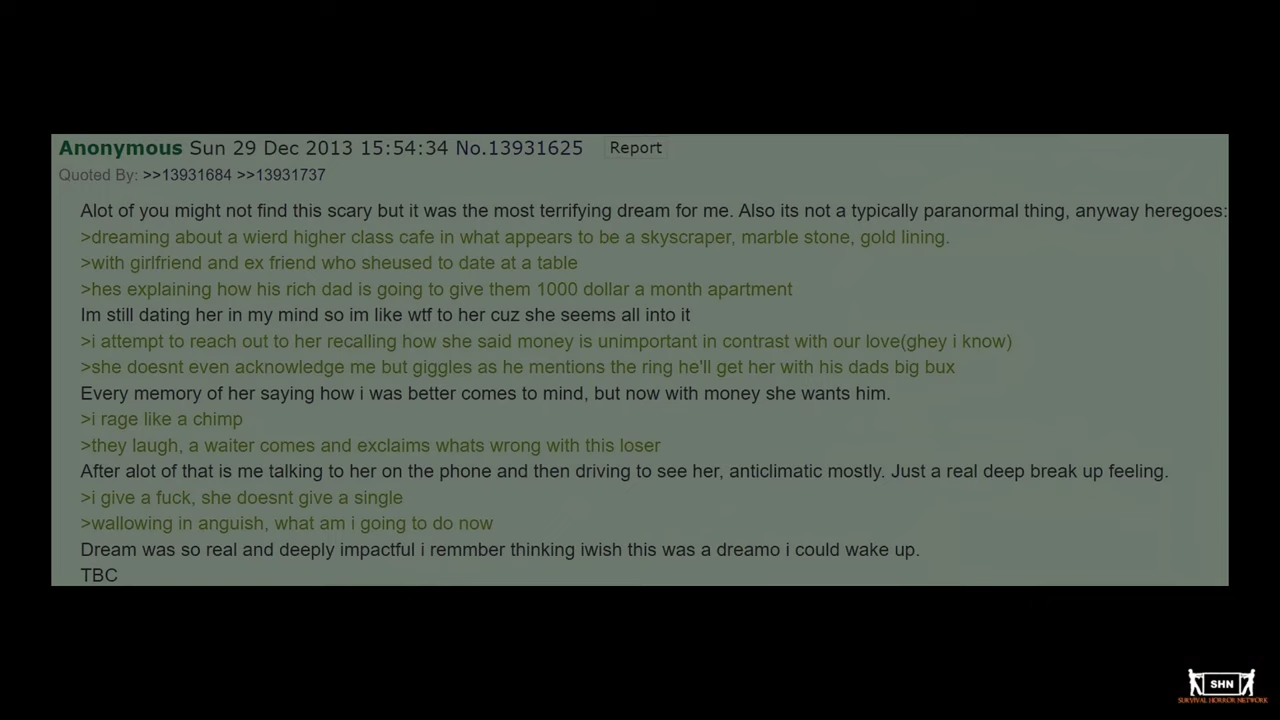 Anonymous Sun 29 Dec 2013 15:54:34 No.13931625 Report
Quoted By: >>13931684 >>13931737
Alot of you might not find this scary but it was the most terrifying dream for me. Also its not a typically paranormal thing, anyway heregoes:
>dreaming about a wierd higher class cafe in what appears to be a skyscraper, marble stone, gold lining.
>with girlfriend and ex friend who sheused to date at a table
>hes explaining how his rich dad is going to give them 1000 dollar a month apartment
Im still dating her in my mind so im like wtf to her cuz she seems all into it
>i attempt to reach out to her recalling how she said money is unimportant in contrast with our love(ghey i know)
>she doesnt even acknowledge me but giggles as he mentions the ring he'll get her with his dads big bux
Every memory of her saying how i was better comes to mind, but now with money she wants him.
>i rage like a chimp
>they laugh, a waiter comes and exclaims whats wrong with this loser
After alot of that is me talking to her on the phone and then driving to see her, anticlimatic mostly. Just a real deep break up feeling.
>i give a fuck, she doesnt give a single
>wallowing in anguish, what am i going to do now
Dream was so real and deeply impactful i remmber thinking iwish this was a dreamo i could wake up.
TBC
SHN
SURVIVAL HORROR NETWORK